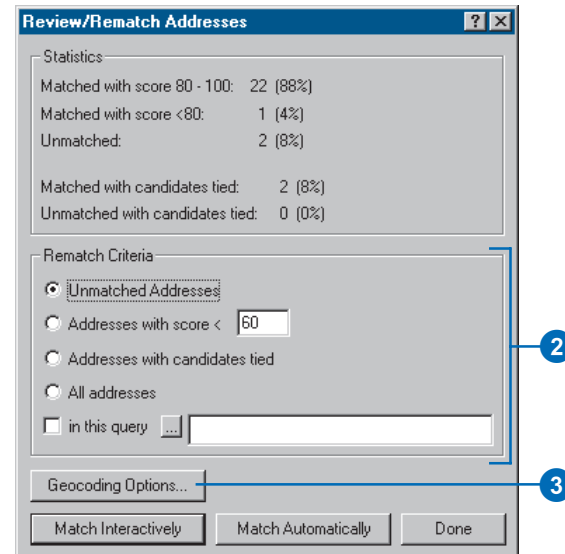 Review/Rematch Addresses
Statistics
Matched with score 80 - 100: 22 (88%)
Matched with score <80: 1 (4%)
Unmatched: 2 (8%)
Matched with candidates tied: 2 (8%)
Unmatched with candidates tied: 0 (0%)
Rematch Criteria
Unmatched Addresses
Addresses with score < 60
2
Addresses with candidates tied
All addresses
in this query ...
Geocoding Options...
3
Match Interactively Match Automatically Done